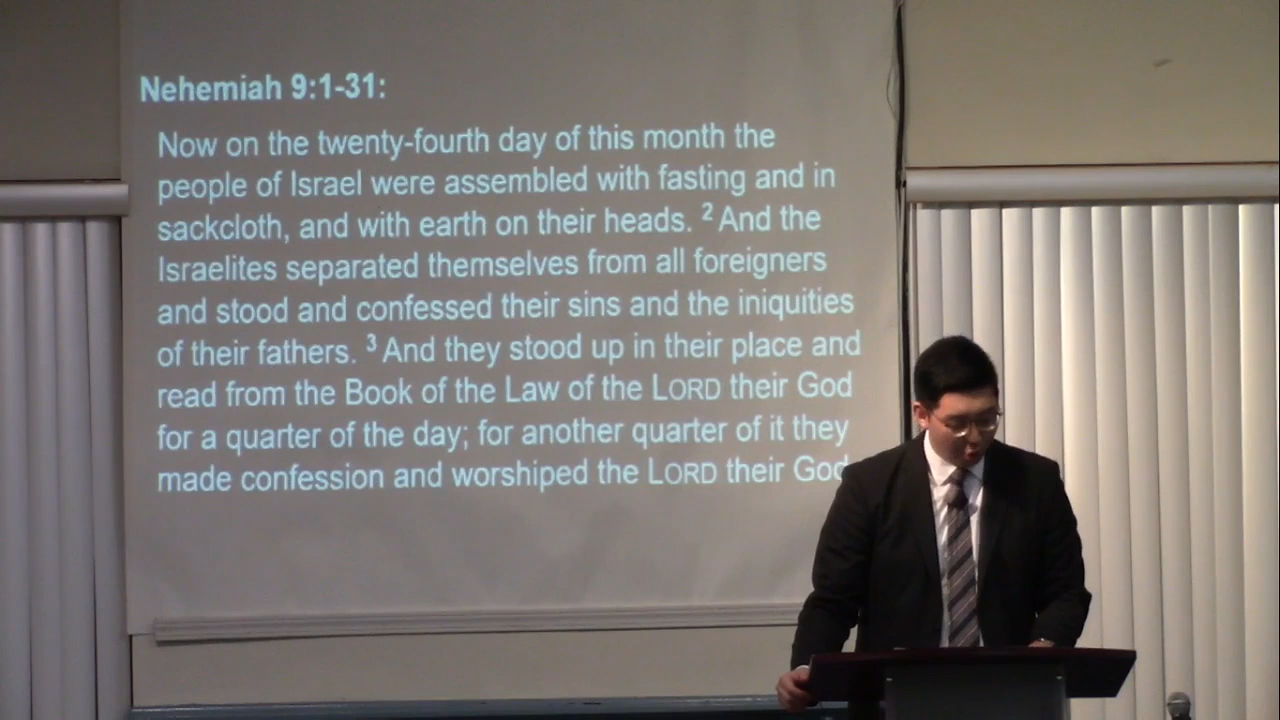 Nehemiah 9:1-31:
Now on the twenty-fourth day of this month the
people of Israel were assembled with fasting and in
sackcloth, and with earth on their heads. ² And the
Israelites separated themselves from all foreigners
and stood and confessed their sins and the iniquities
of their fathers. ³ And they stood up in their place and
read from the Book of the Law of the LORD their God
for a quarter of the day; for another quarter of it they
made confession and worshiped the LORD their God